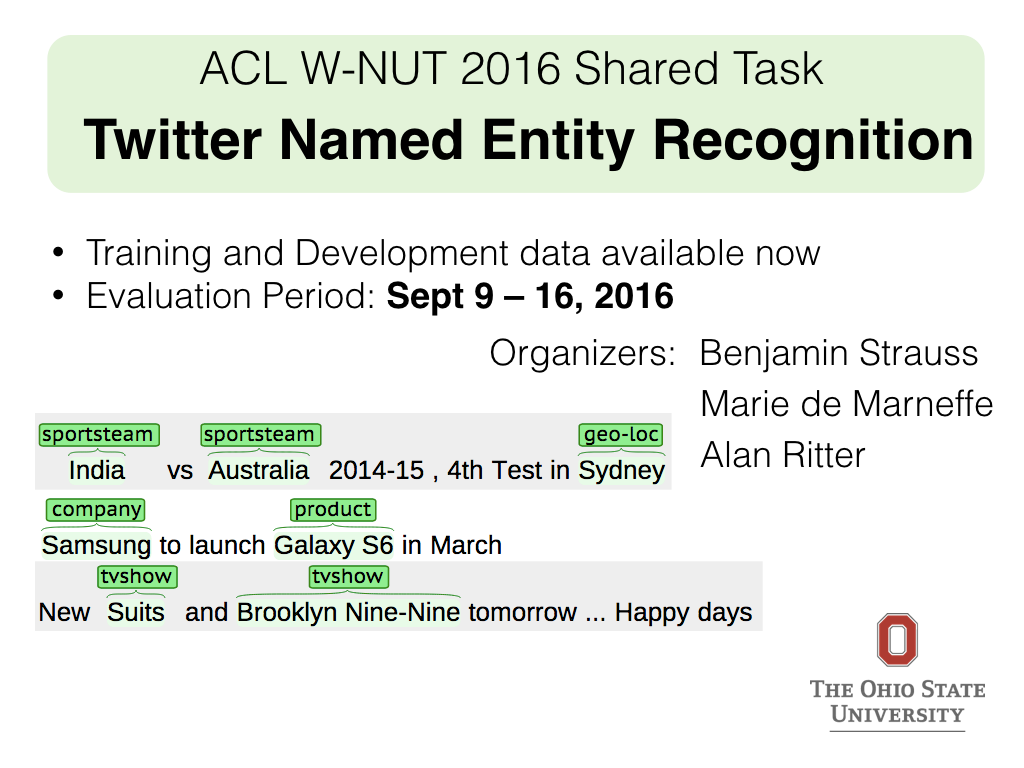 ACL W-NUT 2016 Shared Task
Twitter Named Entity Recognition
• Training and Development data available now
• Evaluation Period: Sept 9 – 16, 2016
Organizers: Benjamin Strauss
Marie de Marneffe
Alan Ritter
sportsteam sportsteam geo-loc
India vs Australia 2014-15 , 4th Test in Sydney
company product
Samsung to launch Galaxy S6 in March
tvshow tvshow
New Suits and Brooklyn Nine-Nine tomorrow ... Happy days
THE OHIO STATE
UNIVERSITY